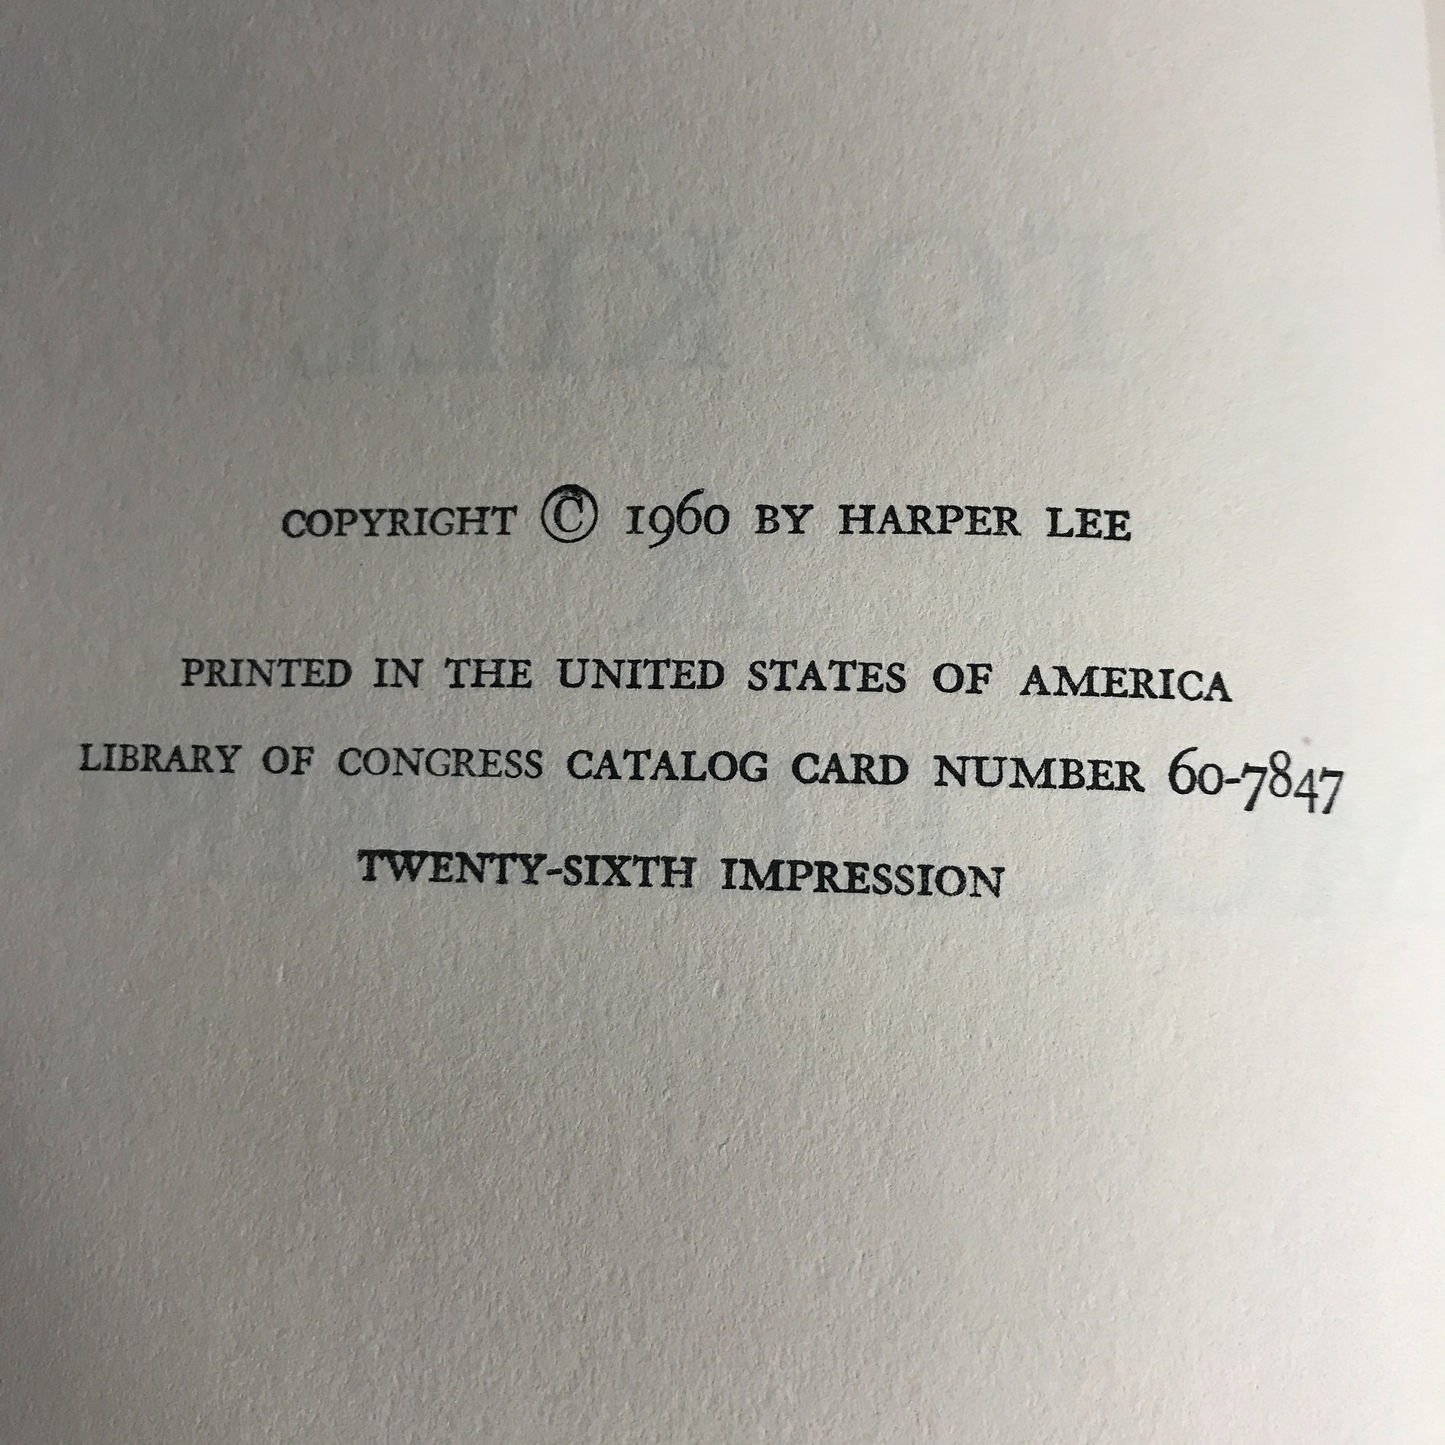 COPYRIGHT © 1960 BY HARPER LEE
PRINTED IN THE UNITED STATES OF AMERICA
LIBRARY OF CONGRESS CATALOG CARD NUMBER 60-7847
TWENTY-SIXTH IMPRESSION